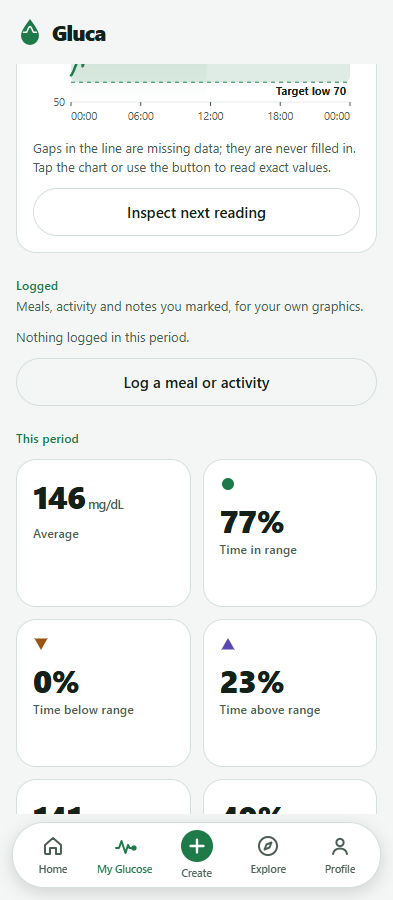 Gluca
Target low 70
50
00:00 06:00 12:00 18:00 00:00
Gaps in the line are missing data; they are never filled in.
Tap the chart or use the button to read exact values.
Inspect next reading
Logged
Meals, activity and notes you marked, for your own graphics.
Nothing logged in this period.
Log a meal or activity
This period
146 mg/dL
Average
77%
Time in range
0%
Time below range
23%
Time above range
Home
My Glucose
Create
Explore
Profile